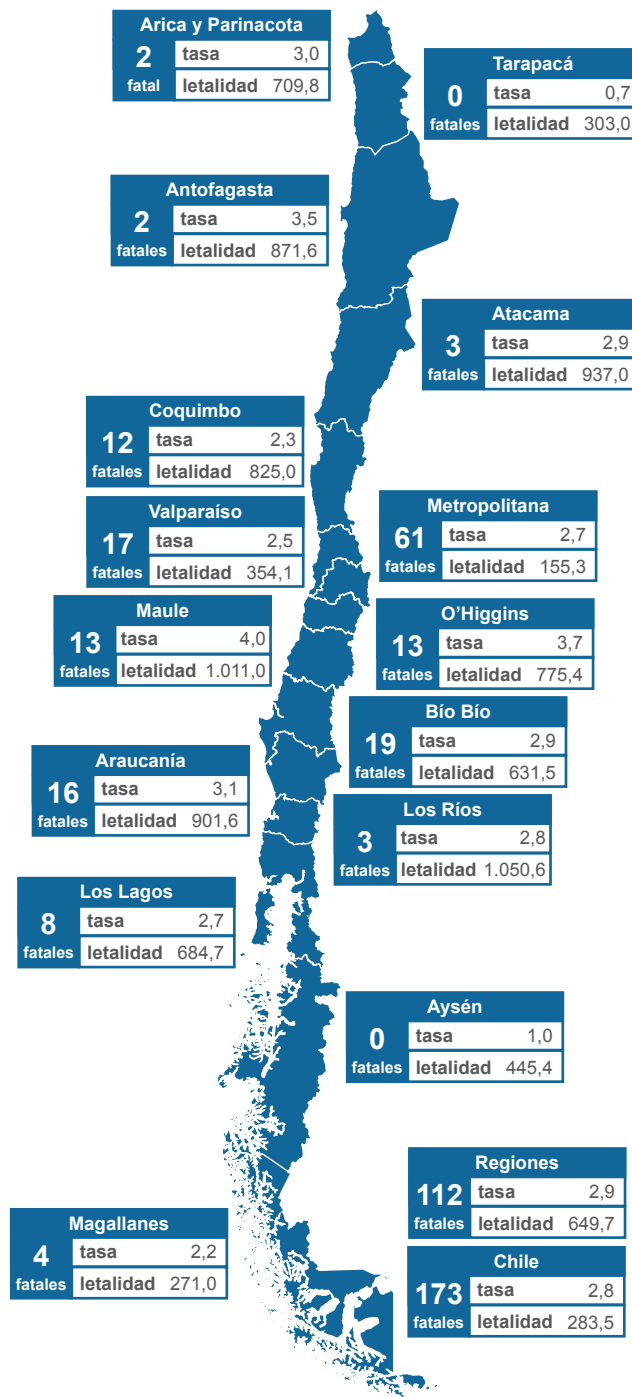 Arica y Parinacota
2 fatal
tasa 3,0
letalidad 709,8
Tarapacá
0 fatales
tasa 0,7
letalidad 303,0
Antofagasta
2 fatales
tasa 3,5
letalidad 871,6
Atacama
3 fatales
tasa 2,9
letalidad 937,0
Coquimbo
12 fatales
tasa 2,3
letalidad 825,0
Valparaíso
17 fatales
tasa 2,5
letalidad 354,1
Metropolitana
61 fatales
tasa 2,7
letalidad 155,3
Maule
13 fatales
tasa 4,0
letalidad 1.011,0
O’Higgins
13 fatales
tasa 3,7
letalidad 775,4
Bío Bío
19 fatales
tasa 2,9
letalidad 631,5
Araucanía
16 fatales
tasa 3,1
letalidad 901,6
Los Ríos
3 fatales
tasa 2,8
letalidad 1.050,6
Los Lagos
8 fatales
tasa 2,7
letalidad 684,7
Aysén
0 fatales
tasa 1,0
letalidad 445,4
Regiones
112 fatales
tasa 2,9
letalidad 649,7
Magallanes
4 fatales
tasa 2,2
letalidad 271,0
Chile
173 fatales
tasa 2,8
letalidad 283,5